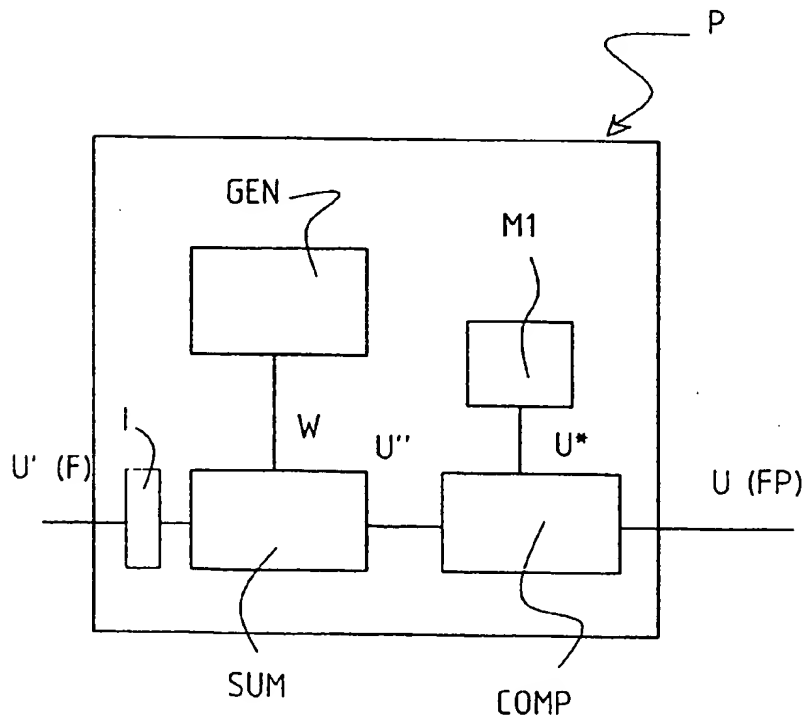 P
GEN
M1
I
W
U''
U*
U' (F)
U (FP)
SUM
COMP